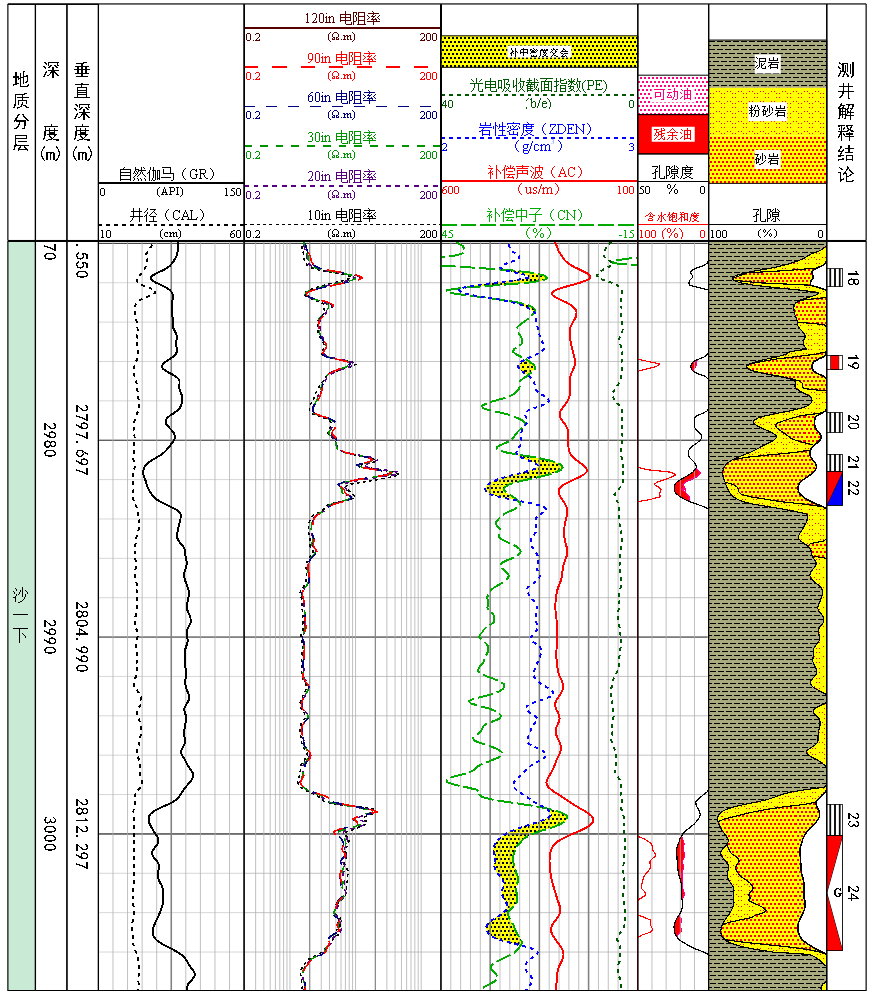 地质分层
深 度(m)
垂直深度(m)
自然伽马（GR）
0 (API) 150
井径（CAL）
10 (cm) 60
120in 电阻率
0.2 (Ω.m) 200
90in 电阻率
0.2 (Ω.m) 200
60in 电阻率
0.2 (Ω.m) 200
30in 电阻率
0.2 (Ω.m) 200
20in 电阻率
0.2 (Ω.m) 200
10in 电阻率
0.2 (Ω.m) 200
补中密度交会
光电吸收截面指数(PE)
40 (b/e) 0
岩性密度（ZDEN）
2 (g/cm³) 3
补偿声波（AC）
600 (us/m) 100
补偿中子（CN）
45 (%) -15
可动油
残余油
孔隙度
50 % 0
含水饱和度
100 (%) 0
泥岩
粉砂岩
砂岩
孔隙
100 (%) 0
测井解释结论
沙一下
70
2980
2990
3000
.550
2797.697
2804.990
2812.297
18
19
20
21
22
23
24
G